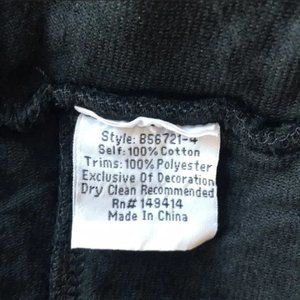 Style: B56721-4
Self: 100% Cotton
Trims: 100% Polyester
Exclusive Of Decoration
Dry Clean Recommended
Rn# 149414
Made In China